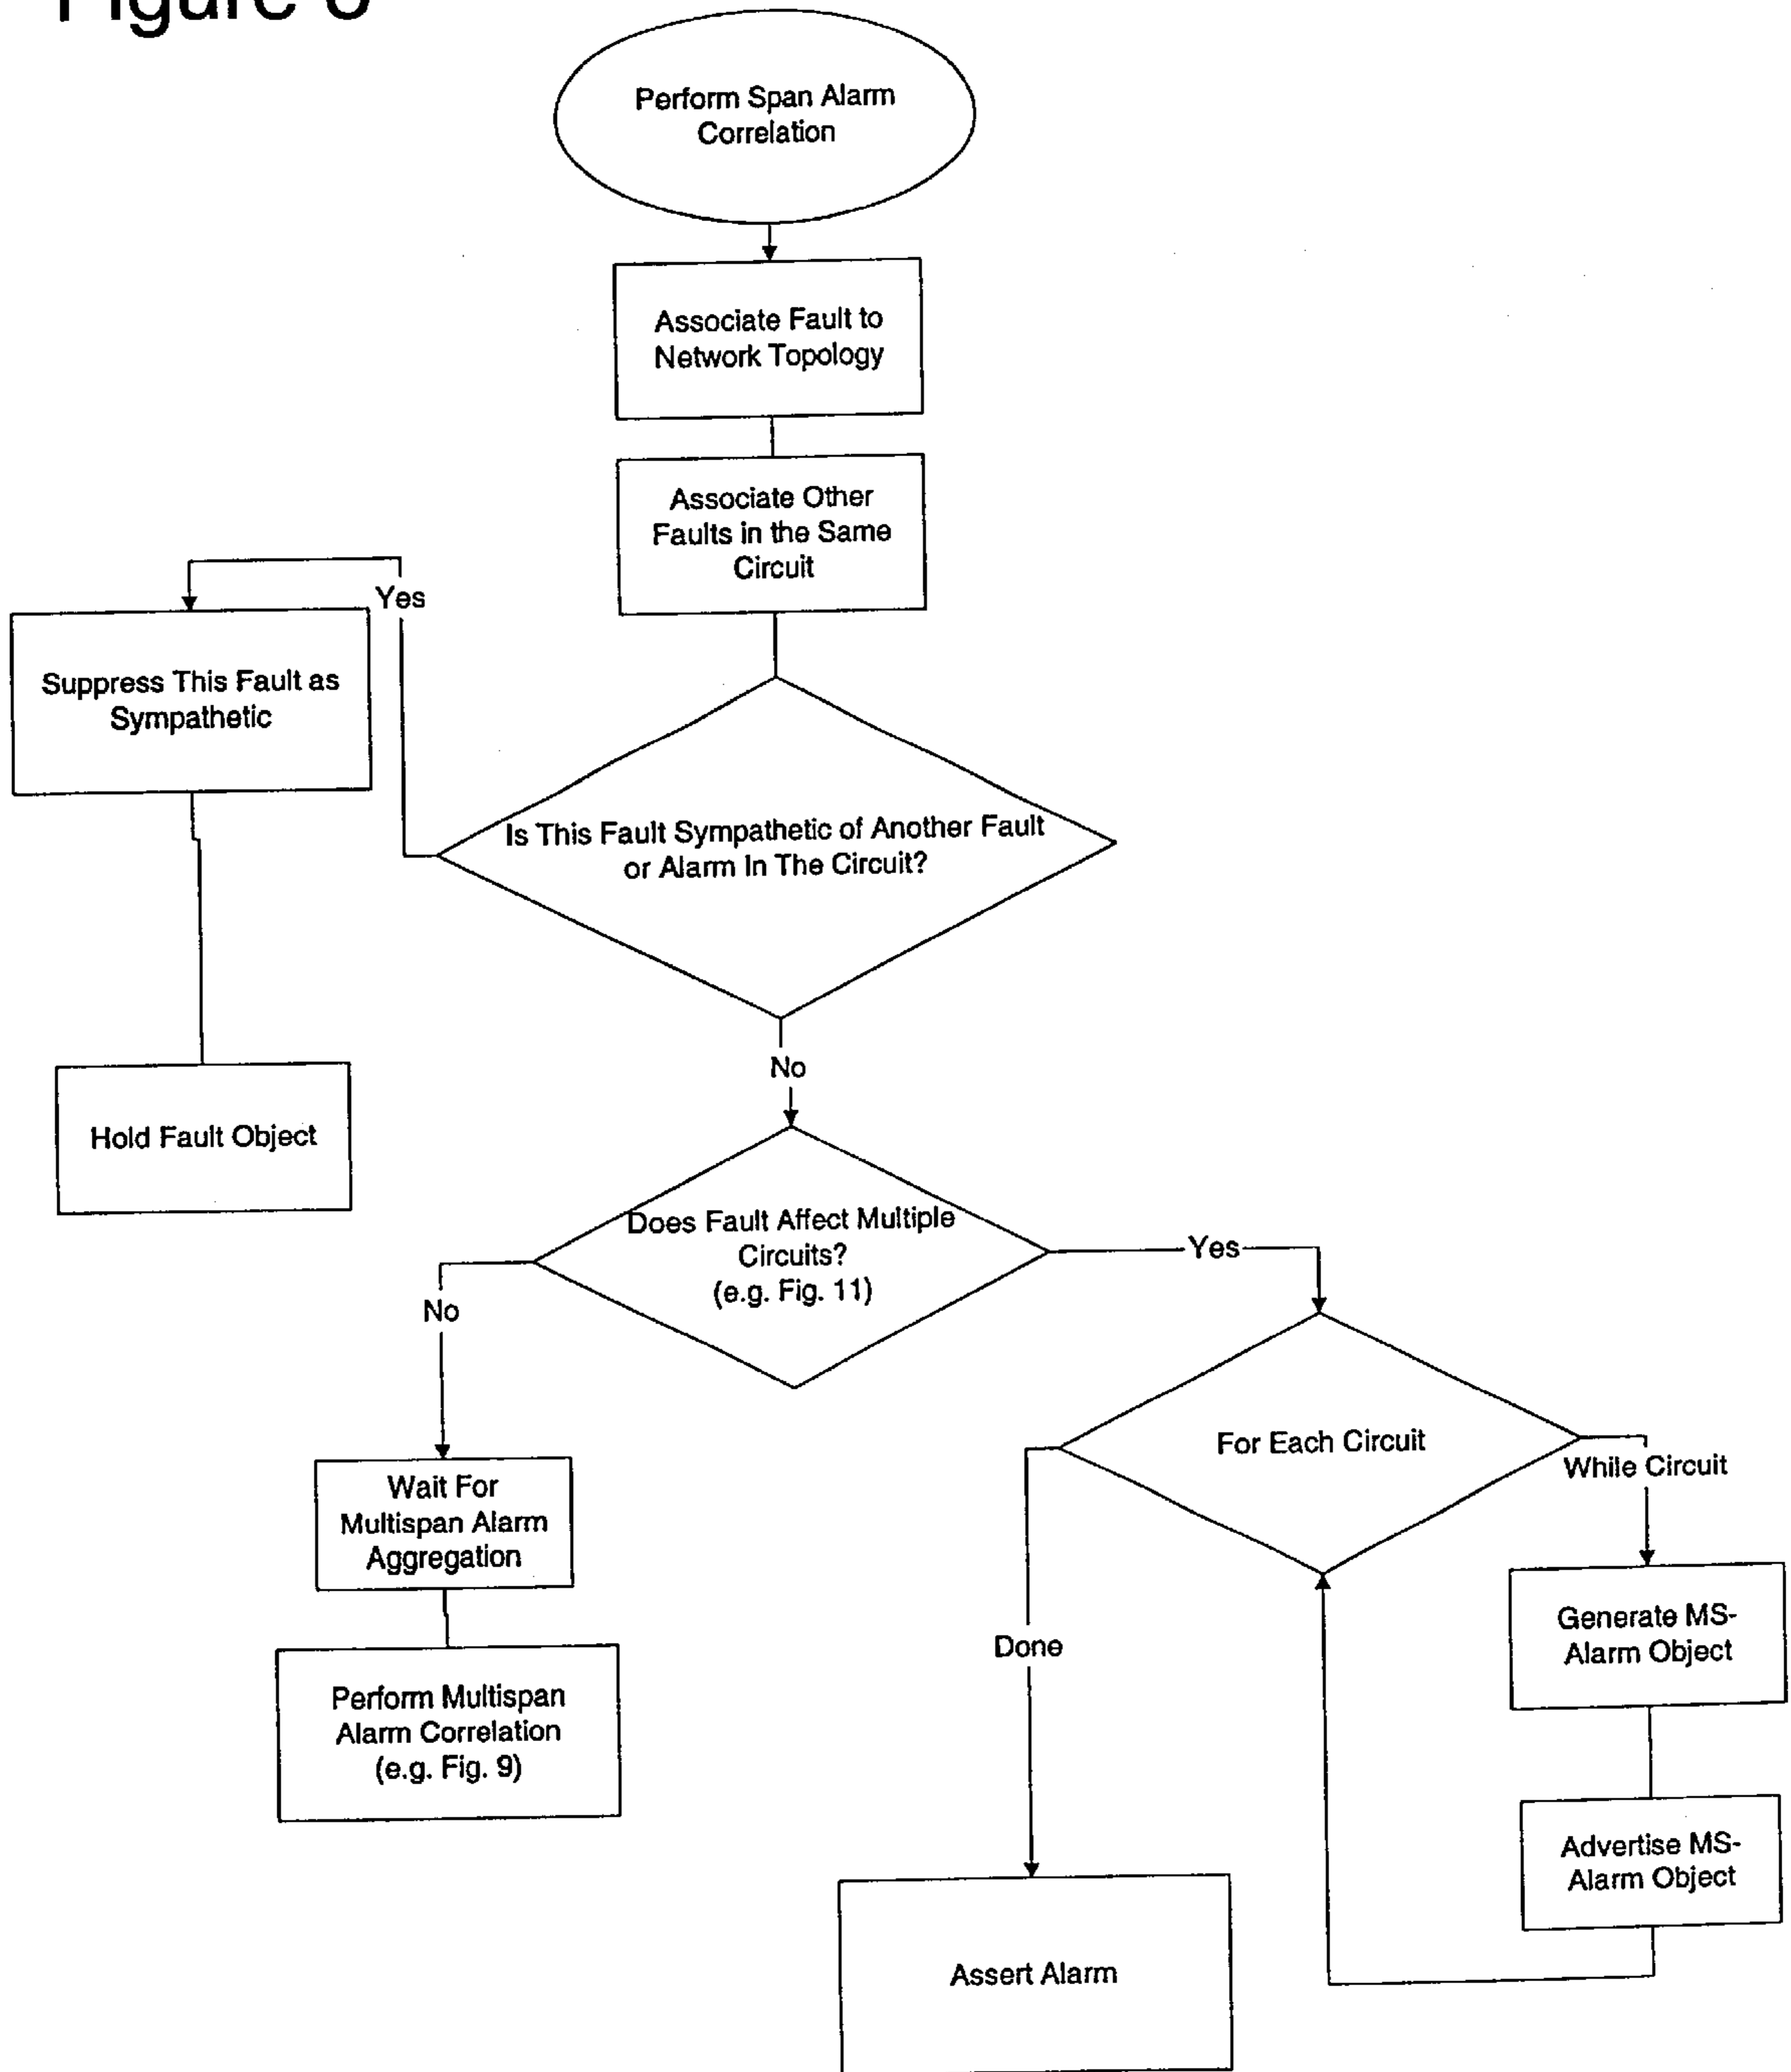 Figure
Perform Span Alarm
Correlation
Associate Fault to
Network Topology
Associate Other
Faults in the Same
Circuit
Yes
Suppress This Fault as
Sympathetic
Is This Fault Sympathetic of Another Fault
or Alarm In The Circuit?
No
Hold Fault Object
Does Fault Affect Multiple
Circuits?
(e.g. Fig. 11)
Yes
No
For Each Circuit
While Circuit
Wait For
Multispan Alarm
Aggregation
Generate MS-
Alarm Object
Done
Perform Multispan
Alarm Correlation
(e.g. Fig. 9)
Advertise MS-
Alarm Object
Assert Alarm